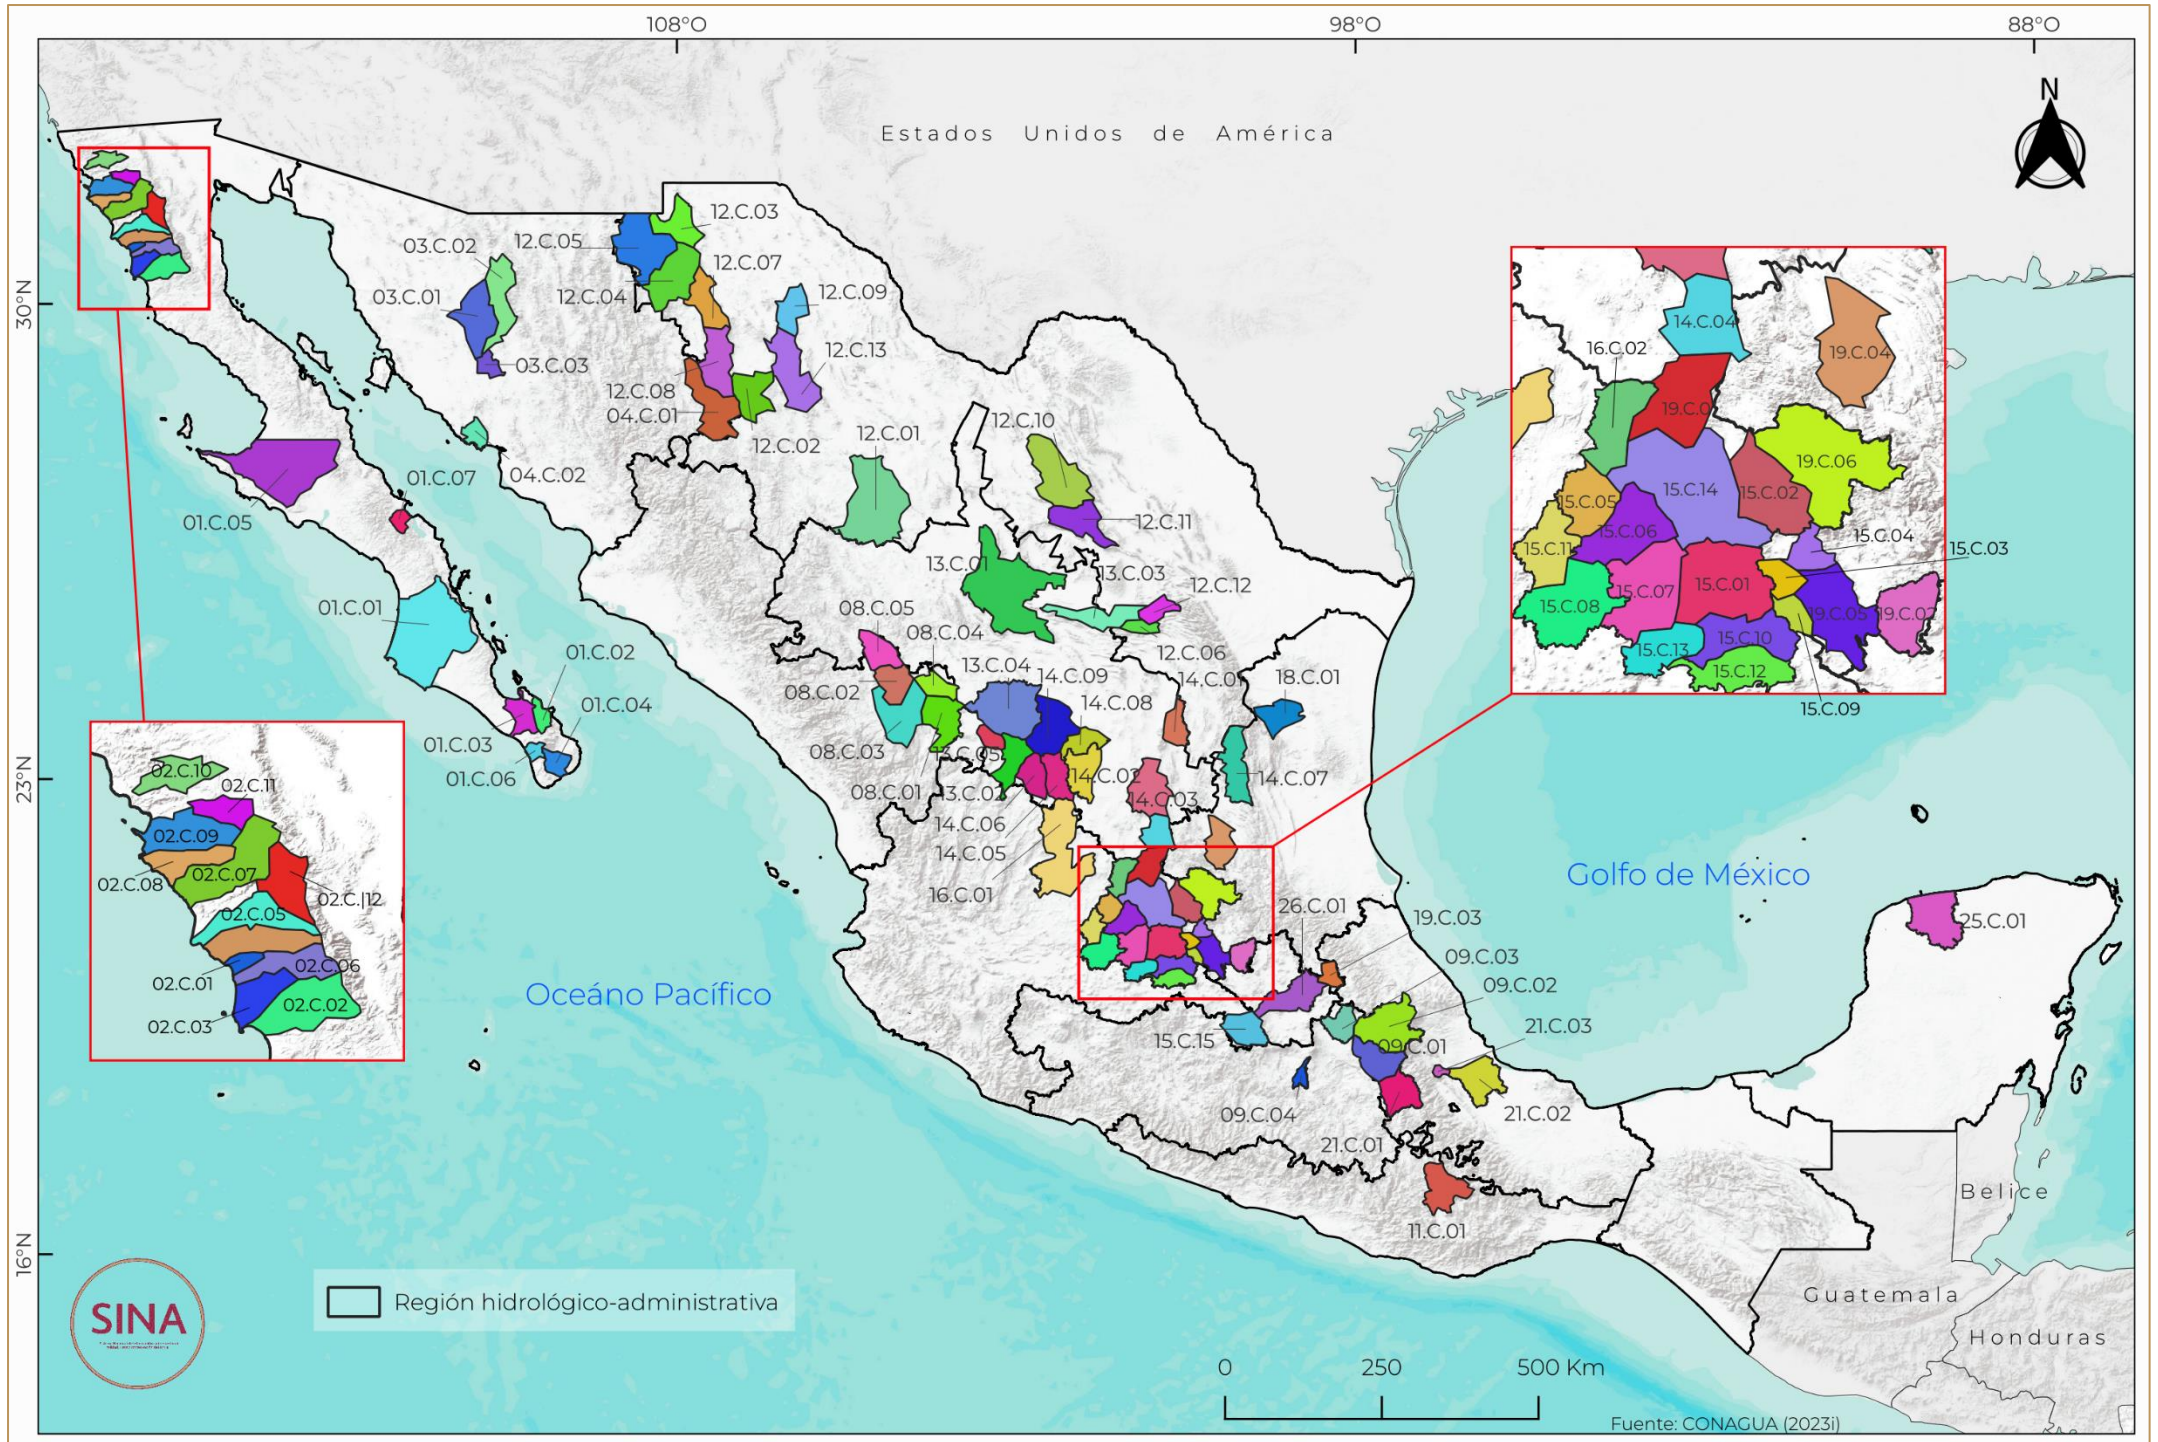 108°O
98°O
88°O
N
Estados Unidos de América
30°N
23°N
16°N
12.C.03
03.C.02
12.C.05
12.C.07
03.C.01
12.C.04
12.C.09
03.C.03
12.C.13
12.C.08
04.C.01
12.C.02
12.C.01
12.C.10
04.C.02
01.C.07
01.C.05
12.C.11
13.C.01
13.C.03
12.C.12
01.C.01
08.C.05
08.C.04
12.C.06
01.C.02
13.C.04
14.C.09
18.C.01
08.C.02
14.C.08
01.C.04
01.C.03
08.C.03
13.C.05
01.C.06
14.C.02
14.C.07
08.C.01
13.C.02
14.C.03
14.C.06
14.C.05
16.C.01
26.C.01
19.C.03
25.C.01
09.C.03
09.C.02
21.C.03
15.C.15
09.C.01
09.C.04
21.C.02
21.C.01
11.C.01
14.C.04
16.C.02
19.C.04
19.C.0
19.C.06
15.C.14
15.C.02
15.C.05
15.C.06
15.C.04
15.C.03
15.C.11
15.C.07
15.C.01
15.C.08
19.C.05
19.C.02
15.C.10
15.C.13
15.C.12
15.C.09
02.C.10
02.C.11
02.C.09
02.C.08
02.C.07
02.C.|12
02.C.05
02.C.06
02.C.01
02.C.02
02.C.03
Golfo de México
Océano Pacífico
Belice
Guatemala
Honduras
SINA
Región hidrológico-administrativa
0 250 500 Km
Fuente: CONAGUA (2023i)